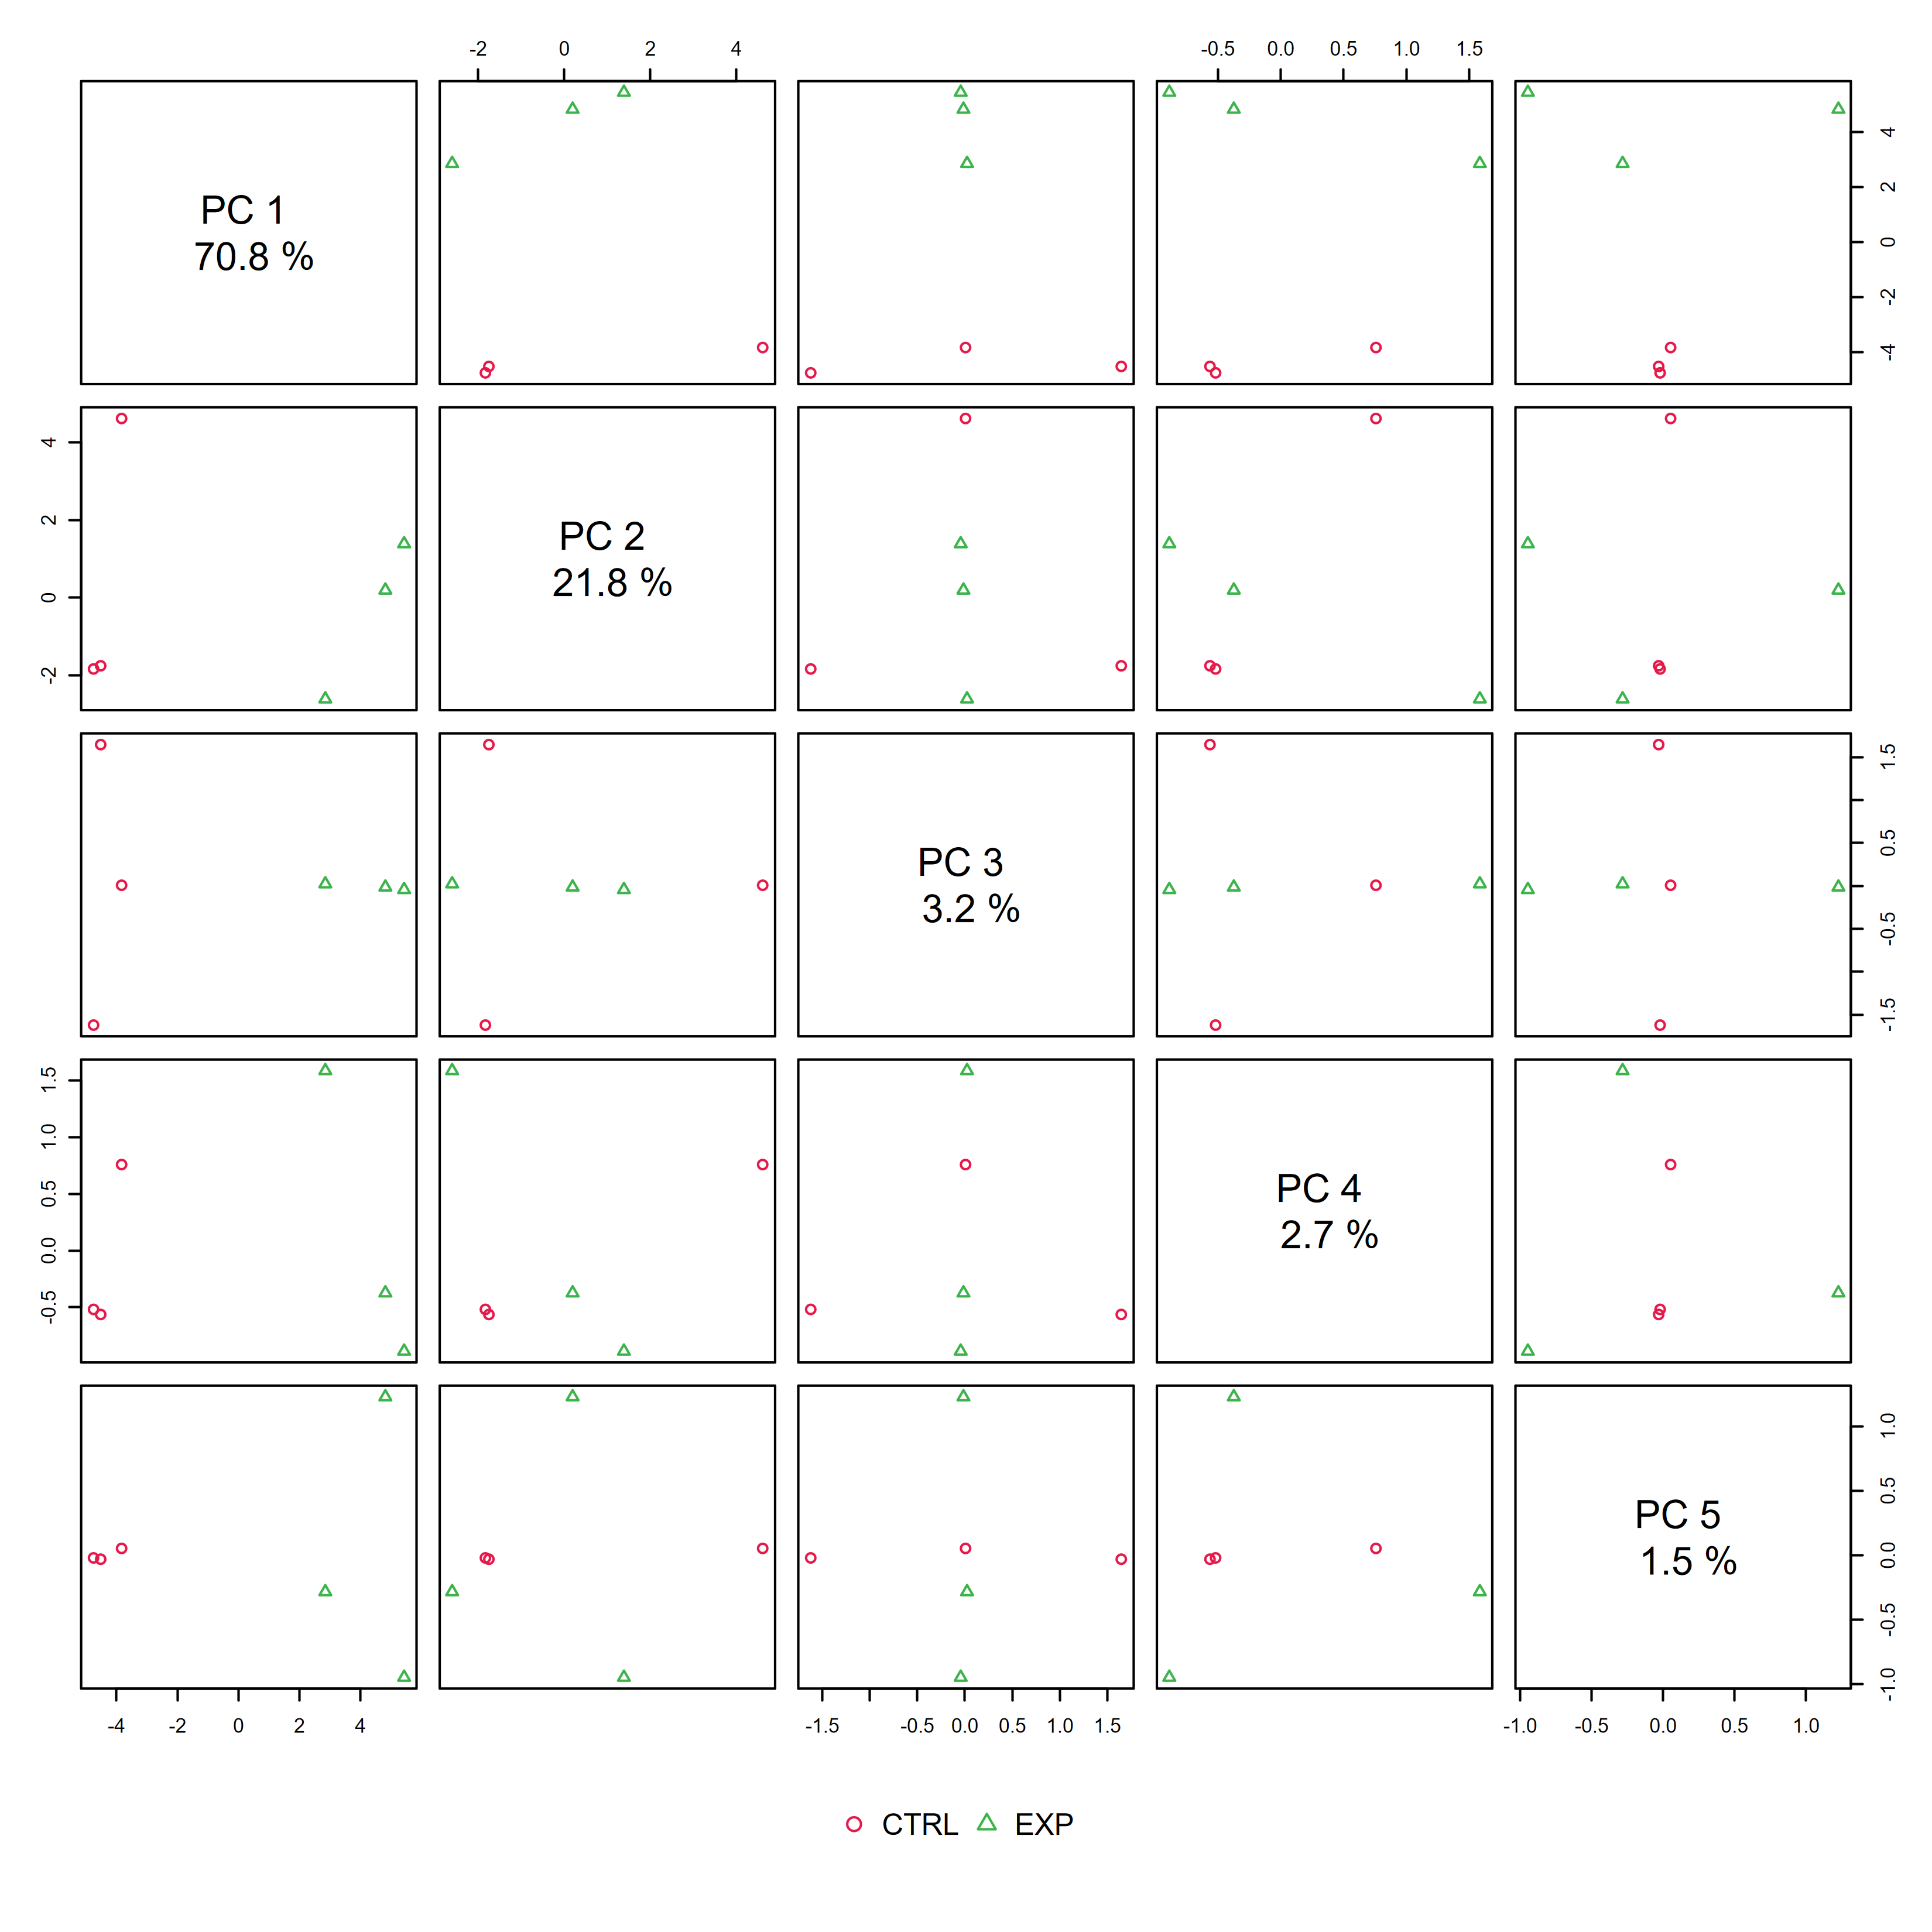 -2 0 2 4
-0.5 0.0 0.5 1.0 1.5
PC 1
70.8 %
4 2 0 -2 -4
4 2 0 -2
PC 2
21.8 %
PC 3
3.2 %
1.5 0.5 -0.5 -1.5
1.5 1.0 0.5 0.0 -0.5
PC 4
2.7 %
PC 5
1.5 %
1.0 0.5 0.0 -0.5 -1.0
-4 -2 0 2 4
-1.5 -0.5 0.0 0.5 1.0 1.5
-1.0 -0.5 0.0 0.5 1.0
CTRL EXP